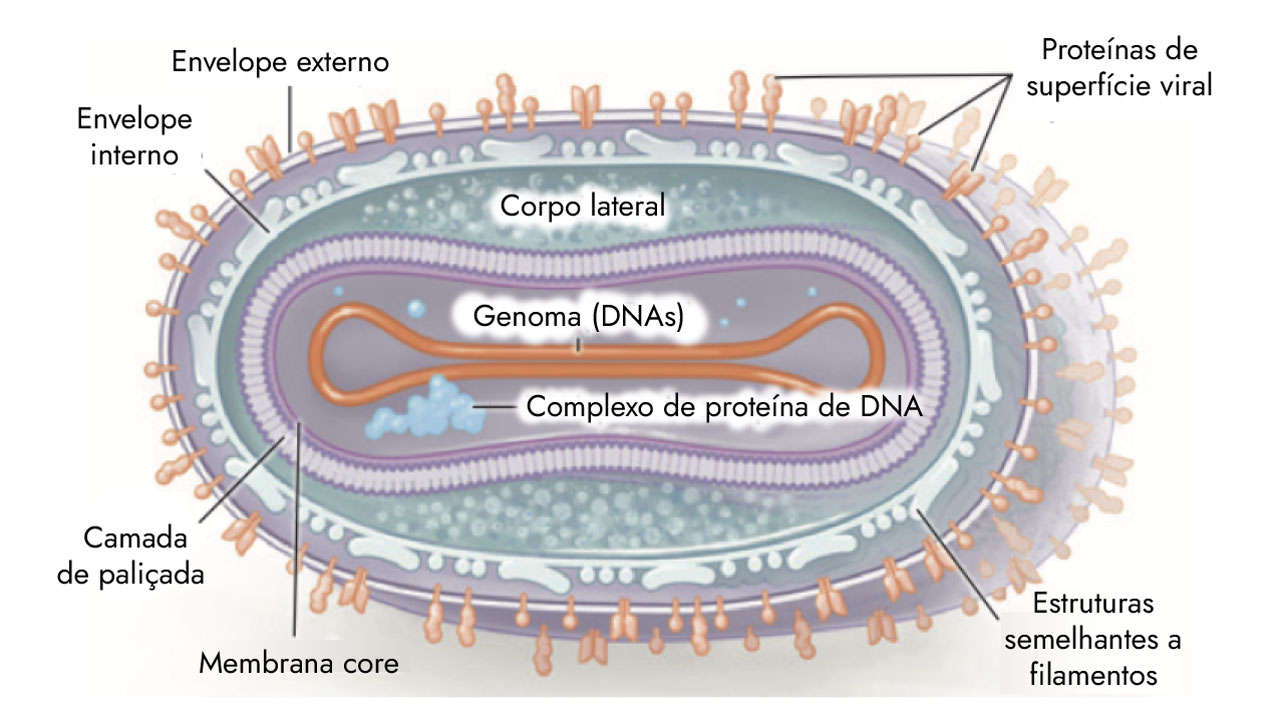 Envelope externo
Proteínas de
superfície viral
Envelope
interno
Corpo lateral
Genoma (DNAs)
Complexo de proteína de DNA
Camada
de paliçada
Membrana core
Estruturas
semelhantes a
filamentos